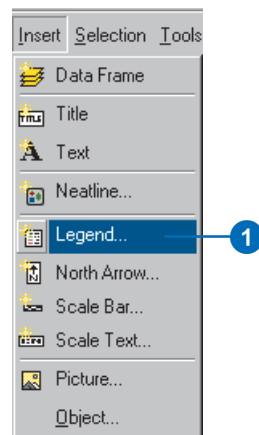 Insert Selection Tools
Data Frame
Title
Text
Neatline...
Legend...
1
North Arrow...
Scale Bar...
Scale Text...
Picture...
Object...